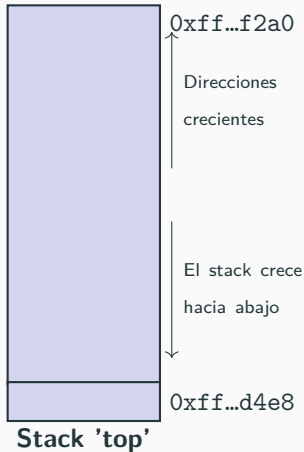 0xff…f2a0
Direcciones
crecientes
El stack crece
hacia abajo
0xff…d4e8
Stack 'top'